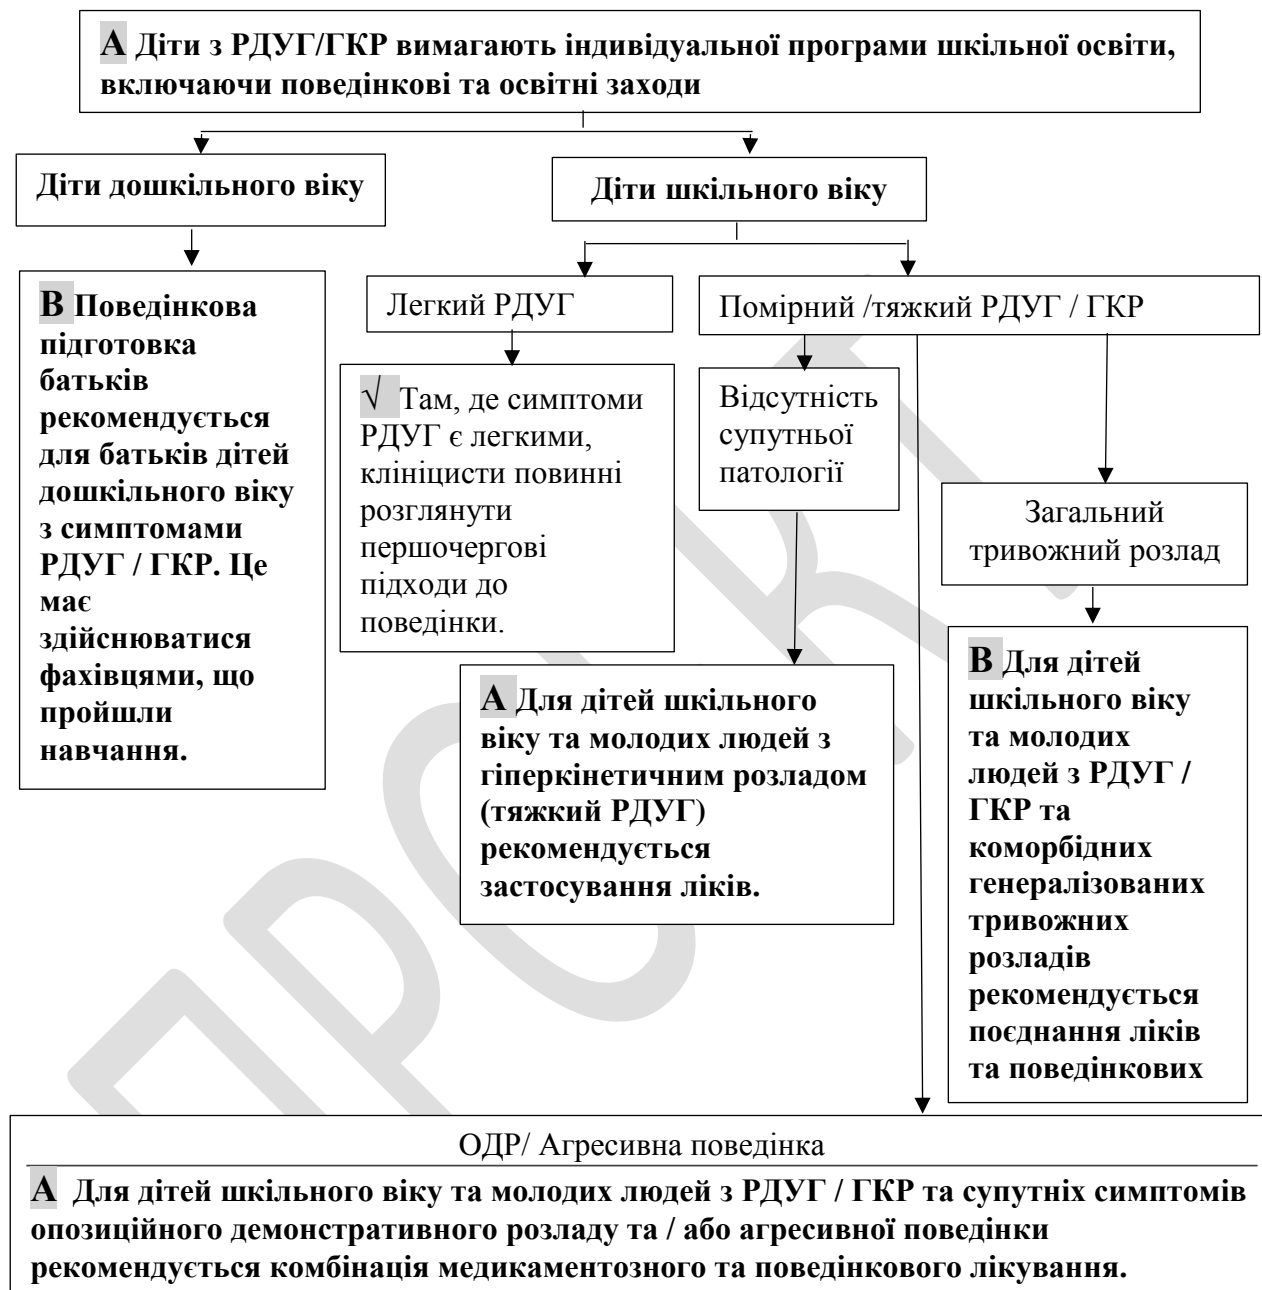 А Діти з РДУГ/ГКР вимагають індивідуальної програми шкільної освіти,
включаючи поведінкові та освітні заходи
Діти дошкільного віку
Діти шкільного віку
В Поведінкова
підготовка
батьків
рекомендується
для батьків дітей
дошкільного віку
з симптомами
РДУГ / ГКР. Це
має
здійснюватися
фахівцями, що
пройшли
навчання.
Легкий РДУГ
√ Там, де симптоми
РДУГ є легкими,
клініцисти повинні
розглянути
першочергові
підходи до
поведінки.
Помірний /тяжкий РДУГ / ГКР
Відсутність
супутньої
патології
А Для дітей шкільного
віку та молодих людей з
гіперкінетичним розладом
(тяжкий РДУГ)
рекомендується
застосування ліків.
Загальний
тривожний розлад
В Для дітей
шкільного віку
та молодих
людей з РДУГ /
ГКР та
коморбідних
генералізованих
тривожних
розладів
рекомендується
поєднання ліків
та поведінкових
ОДР/ Агресивна поведінка
А Для дітей шкільного віку та молодих людей з РДУГ / ГКР та супутніх симптомів
опозиційного демонстративного розладу та / або агресивної поведінки
рекомендується комбінація медикаментозного та поведінкового лікування.
ПРОЄКТ